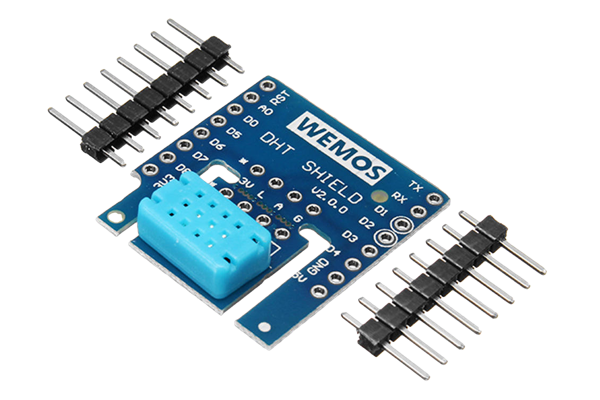 WEMOS
DHT SHIELD
V2.0.0
RST
A0
D0
D5
D6
D7
D8
3V3
TX
RX
D1
D2
D3
D4
GND
5V
3V
L
A
G